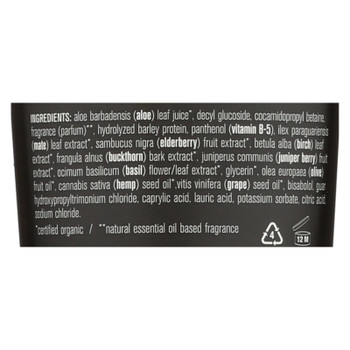 INGREDIENTS: aloe barbadensis (aloe) leaf juice*, decyl glucoside, cocamidopropyl betaine,
fragrance (parfum)**, hydrolyzed barley protein, panthenol (vitamin B-5), ilex paraguariensis
(mate) leaf extract*, sambucus nigra (elderberry) fruit extract*, betula alba (birch) leaf
extract*, frangula alnus (buckthorn) bark extract*, juniperus communis (juniper berry) fruit
extract*, ocimum basilicum (basil) flower/leaf extract*, glycerin*, olea europaea (olive)
fruit oil*, cannabis sativa (hemp) seed oil*,vitis vinifera (grape) seed oil*, bisabolol, guar
hydroxypropyltrimonium chloride, caprylic acid, lauric acid, potassium sorbate, citric acid,
sodium chloride.
*certified organic / **natural essential oil based fragrance
4
12 M